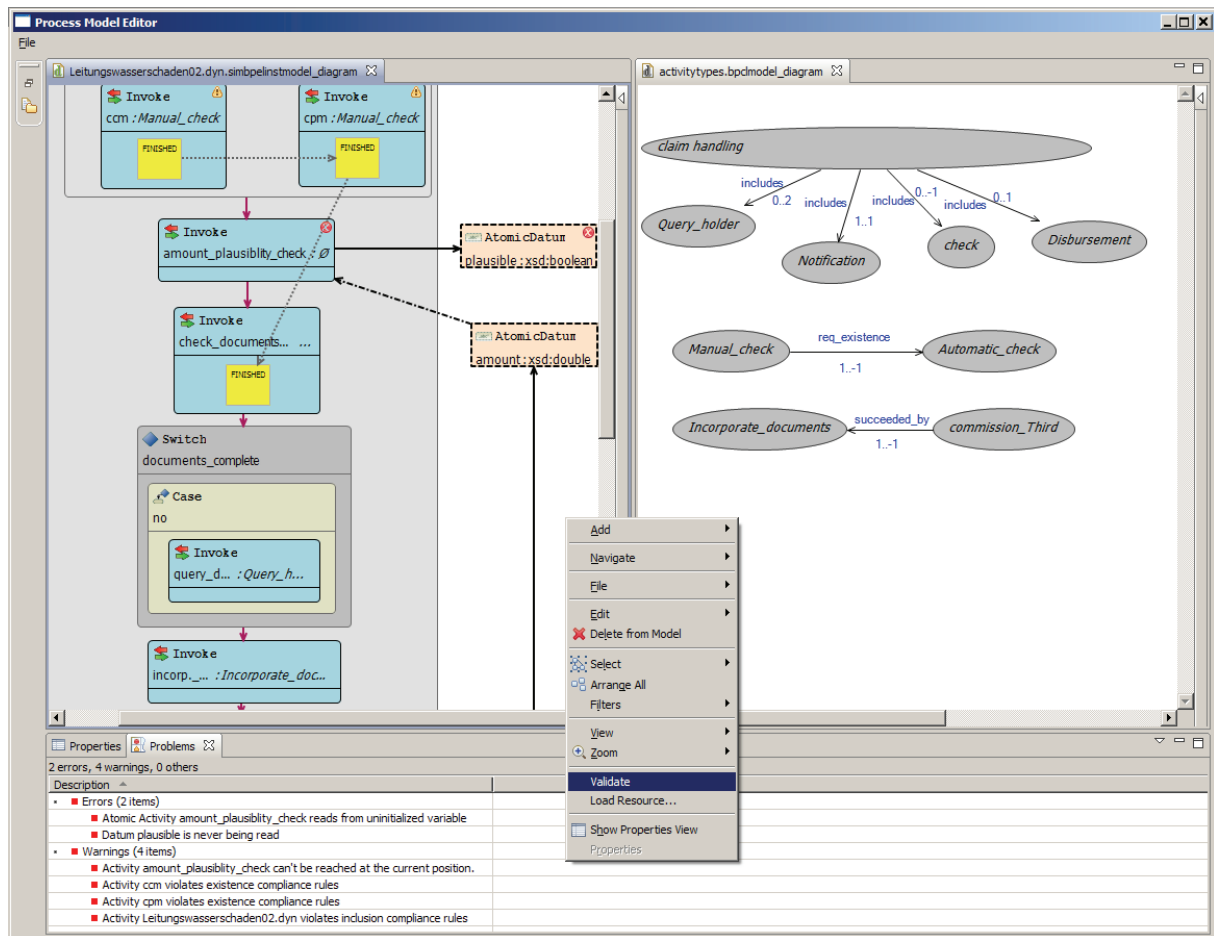 Process Model Editor
File
Leitungswasserschaden02.dyn.simbpelinstmodel_diagram
Invoke
ccm :Manual_check
FINISHED
Invoke
cpm :Manual_check
FINISHED
Invoke
amount_plausiblity_check : Ø
AtomicDatum
plausible : xsd:boolean
Invoke
check_documents... ...
FINISHED
AtomicDatum
amount : xsd:double
Switch
documents_complete
Case
no
Invoke
query_d... :Query_h...
Invoke
incorp._... :Incorporate_doc...
activitytypes.bpclmodel_diagram
claim handling
includes
0..2
includes
1..1
includes
0..-1
includes
0..1
Query_holder
Notification
check
Disbursement
Manual_check
req_existence
1..-1
Automatic_check
Incorporate_documents
succeeded_by
1..-1
commission_Third
Add
Navigate
File
Edit
Delete from Model
Select
Arrange All
Filters
View
Zoom
Validate
Load Resource...
Show Properties View
Properties
Properties
Problems
2 errors, 4 warnings, 0 others
Description
Errors (2 items)
Atomic Activity amount_plausiblity_check reads from uninitialized variable
Datum plausible is never being read
Warnings (4 items)
Activity amount_plausiblity_check can't be reached at the current position.
Activity ccm violates existence compliance rules
Activity cpm violates existence compliance rules
Activity Leitungswasserschaden02.dyn violates inclusion compliance rules